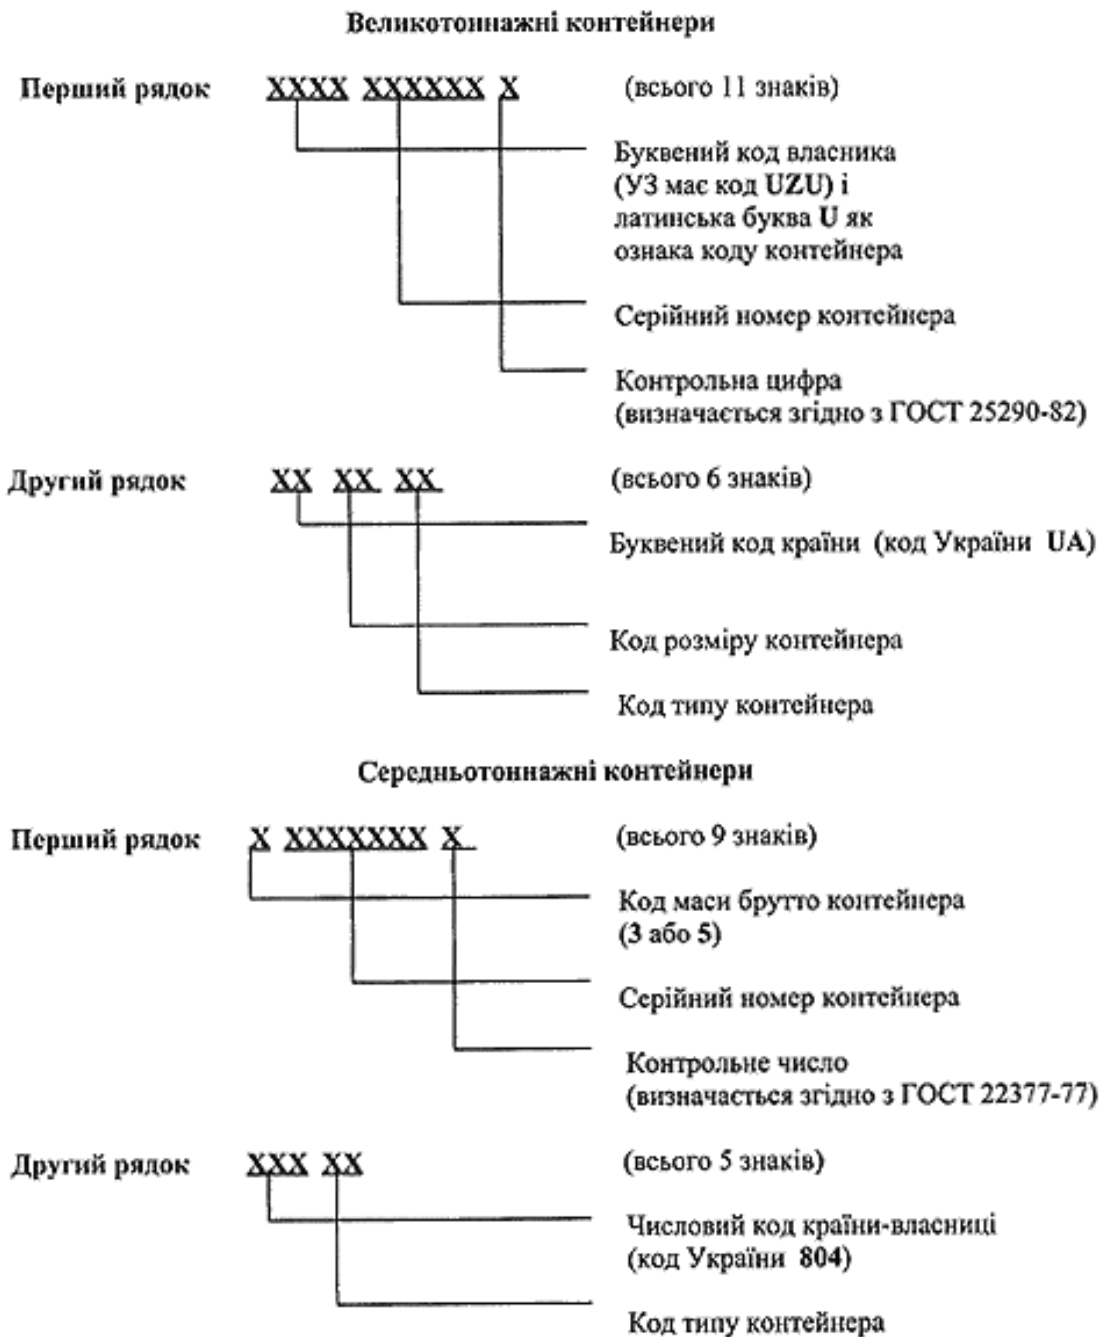 Великотоннажні контейнери
Перший рядок XXXX XXXXXX X (всього 11 знаків)
Буквений код власника
(УЗ має код UZU) і
латинська буква U як
ознака коду контейнера
Серійний номер контейнера
Контрольна цифра
(визначається згідно з ГОСТ 25290-82)
Другий рядок XX XX XX (всього 6 знаків)
Буквений код країни (код України UA)
Код розміру контейнера
Код типу контейнера
Середньотоннажні контейнери
Перший рядок X XXXXXXX X (всього 9 знаків)
Код маси брутто контейнера
(3 або 5)
Серійний номер контейнера
Контрольне число
(визначається згідно з ГОСТ 22377-77)
Другий рядок XXX XX (всього 5 знаків)
Числовий код країни-власниці
(код України 804)
Код типу контейнера